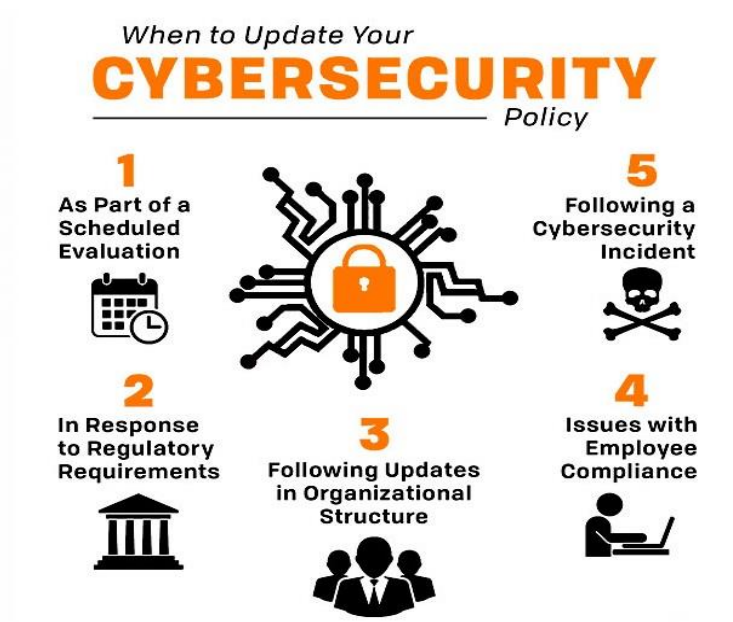 When to Update Your
CYBERSECURITY
Policy
1
As Part of a
Scheduled
Evaluation
2
In Response
to Regulatory
Requirements
3
Following Updates
in Organizational
Structure
4
Issues with
Employee
Compliance
5
Following a
Cybersecurity
Incident